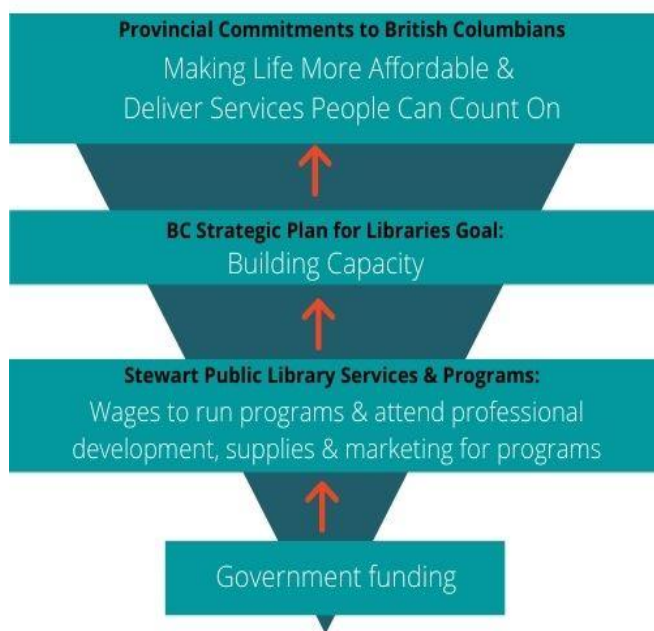 Provincial Commitments to British Columbians
Making Life More Affordable &
Deliver Services People Can Count On
BC Strategic Plan for Libraries Goal:
Building Capacity
Stewart Public Library Services & Programs:
Wages to run programs & attend professional
development, supplies & marketing for programs
Government funding